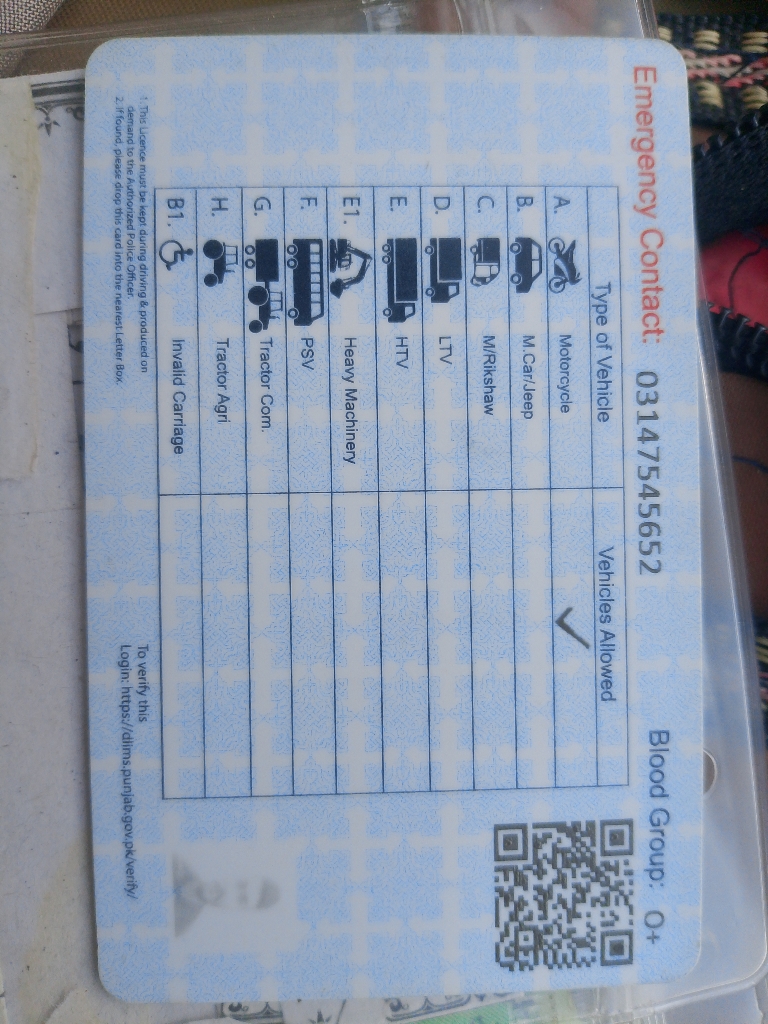 Emergency Contact: 03147545652 Blood Group: O+
Type of Vehicle Vehicles Allowed
A. Motorcycle ✓
B. M.Car/Jeep
C. M/Rikshaw
D. LTV
E. HTV
E1. Heavy Machinery
F. PSV
G. Tractor Com.
H. Tractor Agri
B1. Invalid Carriage
1. This Licence must be kept during driving & produced on
demand to the Authorized Police Officer.
2. If found, please drop this card into the nearest Letter Box.
To verify this
Login: https://dlims.punjab.gov.pk/verify/